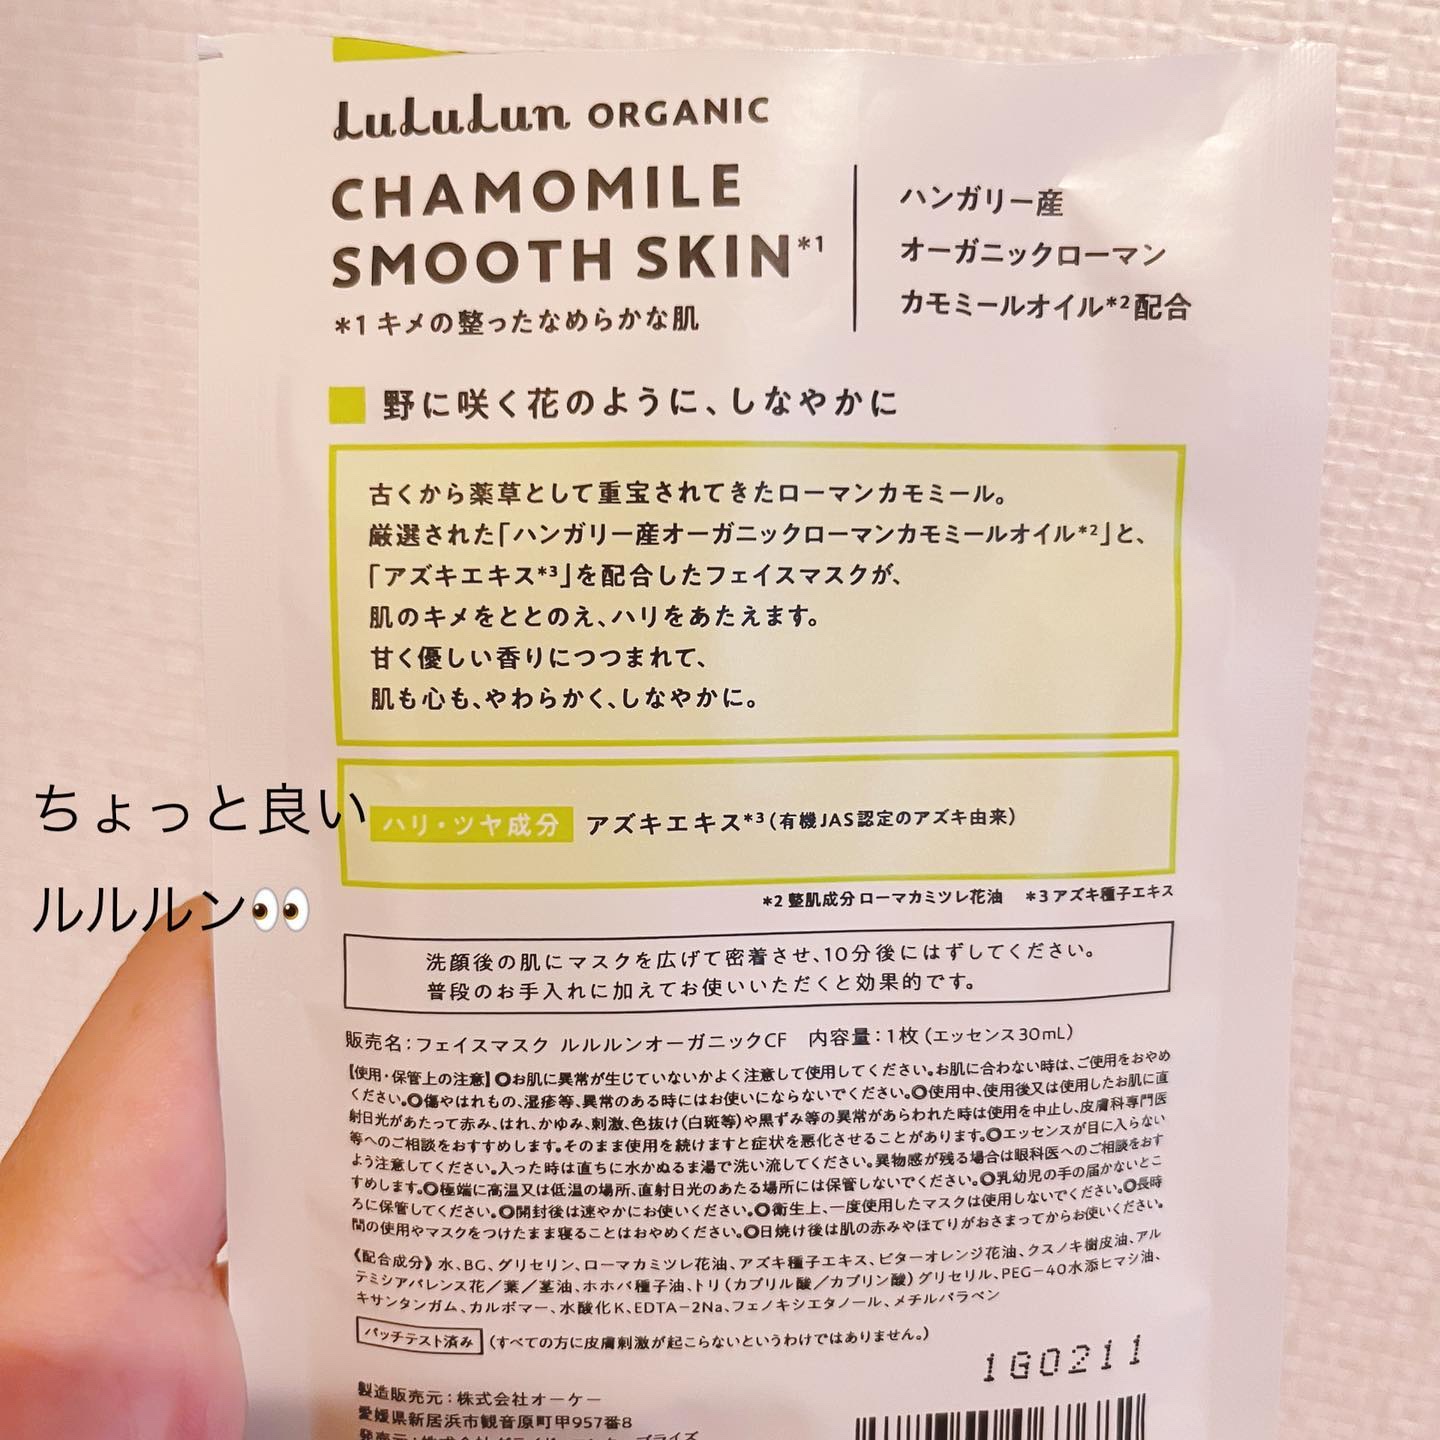 LuLuLun ORGANIC
CHAMOMILE
SMOOTH SKIN*1
*1 キメの整ったなめらかな肌
ハンガリー産
オーガニックローマン
カモミールオイル*2配合
野に咲く花のように、しなやかに
古くから薬草として重宝されてきたローマンカモミール。
厳選された「ハンガリー産オーガニックローマンカモミールオイル*2」と、
「アズキエキス*3」を配合したフェイスマスクが、
肌のキメをととのえ、ハリをあたえます。
甘く優しい香りにつつまれて、
肌も心も、やわらかく、しなやかに。
ちょっと良い
ルルルン👀
ハリ・ツヤ成分 アズキエキス*3(有機JAS認定のアズキ由来)
*2 整肌成分 ローマカミツレ花油 *3 アズキ種子エキス
洗顔後の肌にマスクを広げて密着させ、10分後にはずしてください。
普段のお手入れに加えてお使いいただくと効果的です。
販売名:フェイスマスク ルルルンオーガニックCF 内容量:1枚(エッセンス30mL)
【使用・保管上の注意】◎お肌に異常が生じていないかよく注意して使用してください。お肌に合わない時は、ご使用をおやめ
ください。◎傷やはれもの、湿疹等、異常のある時にはお使いにならないでください。◎使用中、使用後又は使用したお肌に直
射日光があたって赤み、はれ、かゆみ、刺激、色抜け(白斑等)や黒ずみ等の異常があらわれた時は使用を中止し、皮膚科専門医
等へのご相談をおすすめします。そのまま使用を続けますと症状を悪化させることがあります。◎エッセンスが目に入らない
よう注意してください。入った時は直ちに水かぬるま湯で洗い流してください。異物感が残る場合は眼科医へのご相談をおす
すめします。◎極端に高温又は低温の場所、直射日光のあたる場所には保管しないでください。◎乳幼児の手の届かないとこ
ろに保管してください。◎開封後は速やかにお使いください。◎衛生上、一度使用したマスクは使用しないでください。◎長時
間の使用やマスクをつけたまま寝ることはおやめください。◎日焼け後は肌の赤みやほてりがおさまってからお使いください。
《配合成分》水、BG、グリセリン、ローマカミツレ花油、アズキ種子エキス、ビターオレンジ花油、クスノキ樹皮油、アル
テミシアパレンス花/葉/茎油、ホホバ種子油、トリ(カプリル酸/カプリン酸)グリセリル、PEG-40水添ヒマシ油、
キサンタンガム、カルボマー、水酸化K、EDTA-2Na、フェノキシエタノール、メチルパラベン
パッチテスト済み (すべての方に皮膚刺激が起こらないというわけではありません。)
1G0211
製造販売元:株式会社オーケー
愛媛県新居浜市観音原町甲957番8